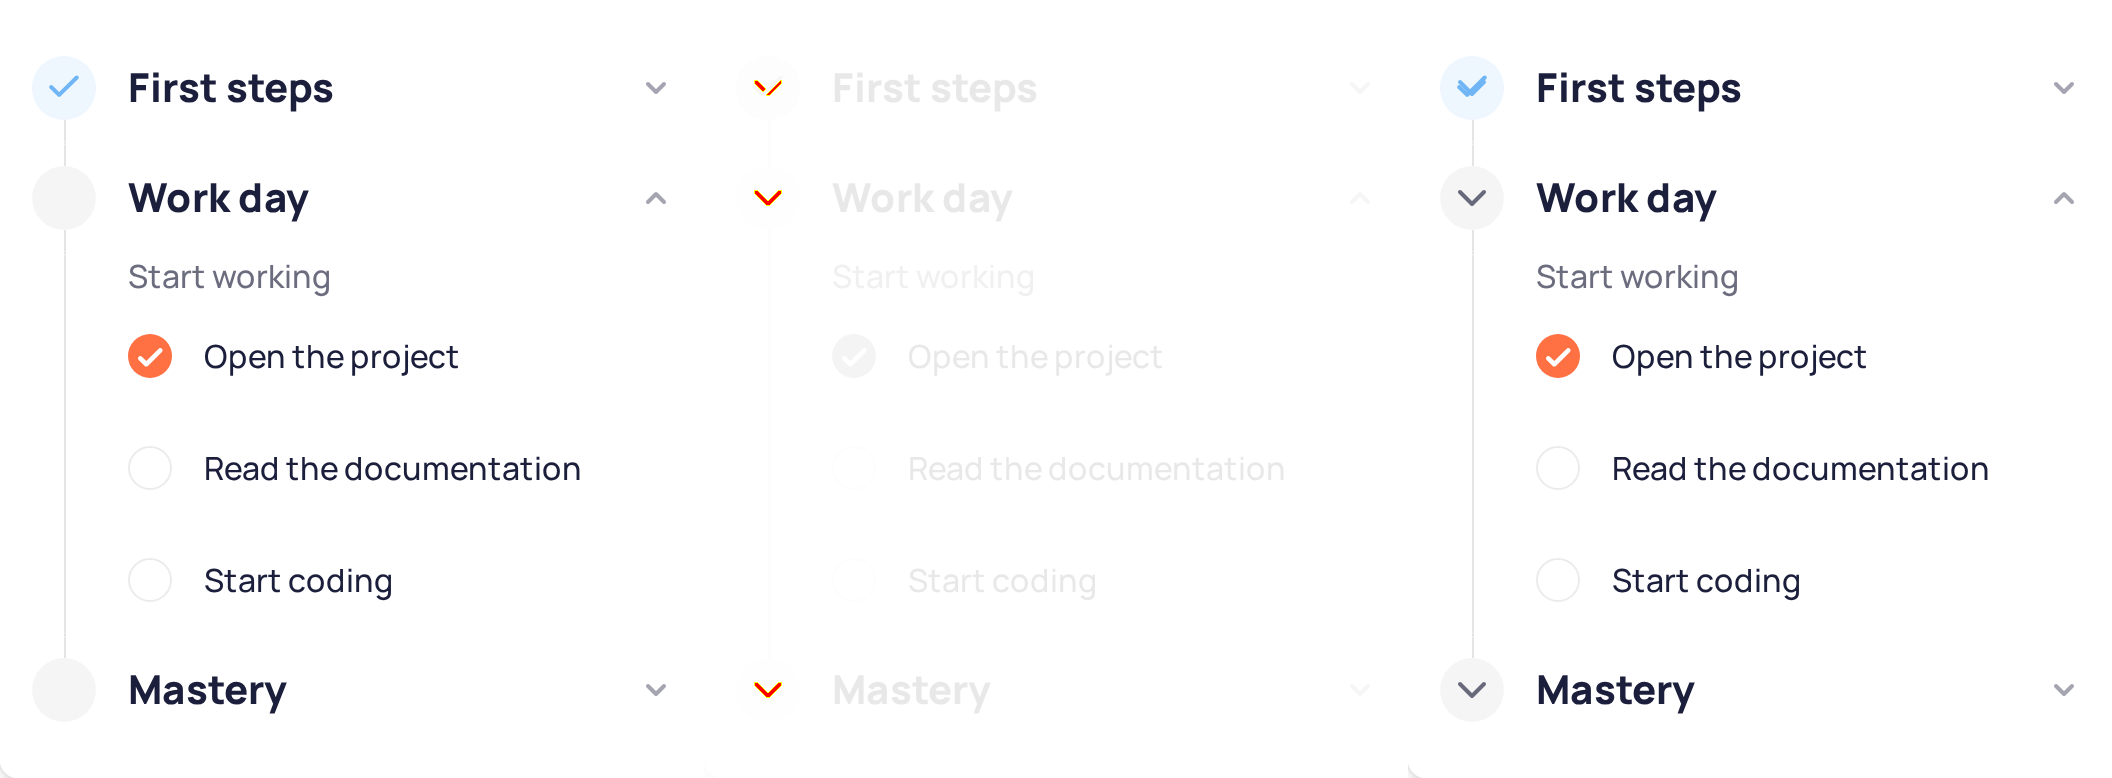 First steps
Work day
Start working
Open the project
Read the documentation
Start coding
Mastery
First steps
Work day
Start working
Open the project
Read the documentation
Start coding
Mastery
First steps
Work day
Start working
Open the project
Read the documentation
Start coding
Mastery